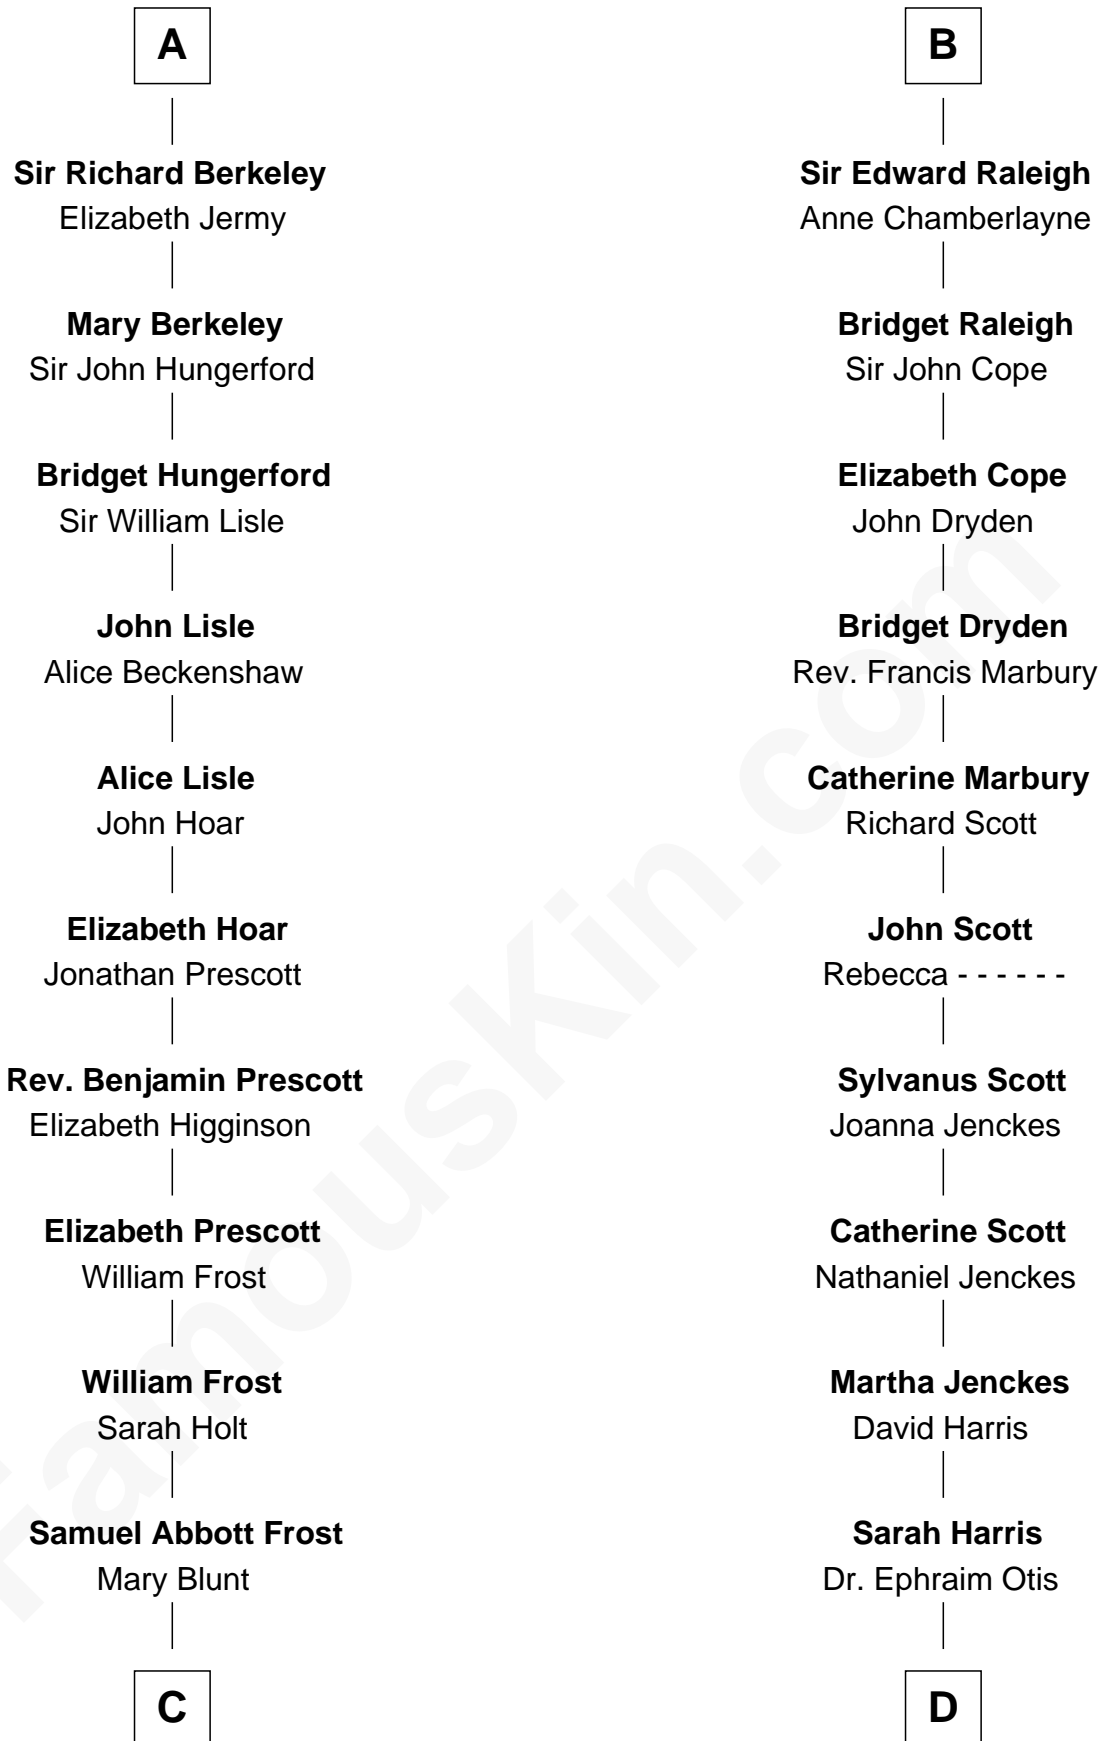 A
Sir Richard Berkeley
Elizabeth Jermy
Mary Berkeley
Sir John Hungerford
Bridget Hungerford
Sir William Lisle
John Lisle
Alice Beckenshaw
Alice Lisle
John Hoar
Elizabeth Hoar
Jonathan Prescott
Rev. Benjamin Prescott
Elizabeth Higginson
Elizabeth Prescott
William Frost
William Frost
Sarah Holt
Samuel Abbott Frost
Mary Blunt
C
B
Sir Edward Raleigh
Anne Chamberlayne
Bridget Raleigh
Sir John Cope
Elizabeth Cope
John Dryden
Bridget Dryden
Rev. Francis Marbury
Catherine Marbury
Richard Scott
John Scott
Rebecca - - - - - -
Sylvanus Scott
Joanna Jenckes
Catherine Scott
Nathaniel Jenckes
Martha Jenckes
David Harris
Sarah Harris
Dr. Ephraim Otis
D
FamousKin.com